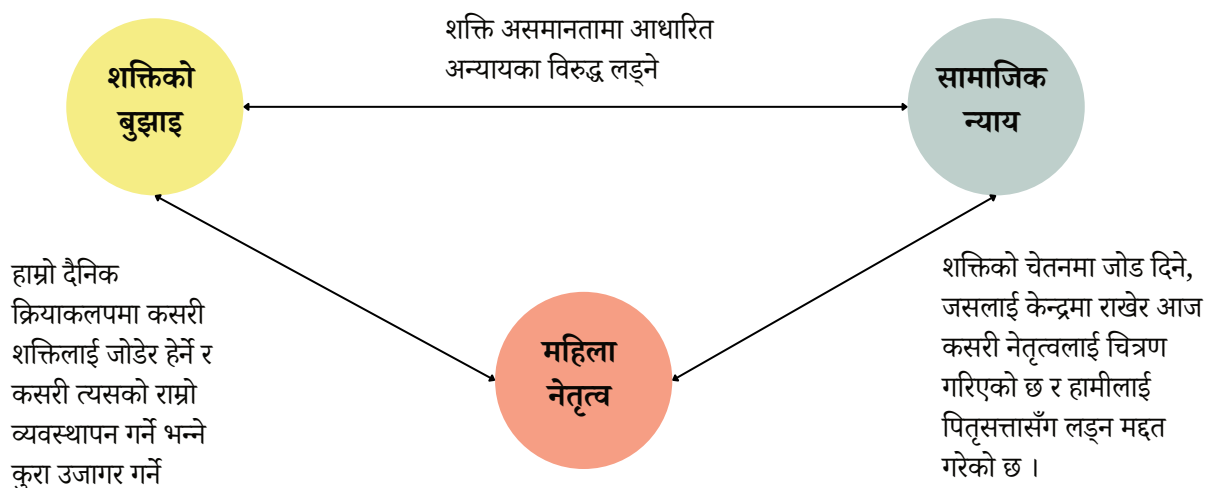 शक्ति असमानतामा आधारित
अन्यायका विरुद्ध लड्ने
शक्तिको
बुझाइ
सामाजिक
न्याय
हाम्रो दैनिक
क्रियाकलपमा कसरी
शक्तिलाई जोडेर हेर्ने र
कसरी त्यसको राम्रो
व्यवस्थापन गर्ने भन्ने
कुरा उजागर गर्ने
महिला
नेतृत्व
शक्तिको चेतनमा जोड दिने,
जसलाई केन्द्रमा राखेर आज
कसरी नेतृत्वलाई चित्रण
गरिएको छ र हामीलाई
पितृसत्तासँग लड्न मद्दत
गरेको छ ।